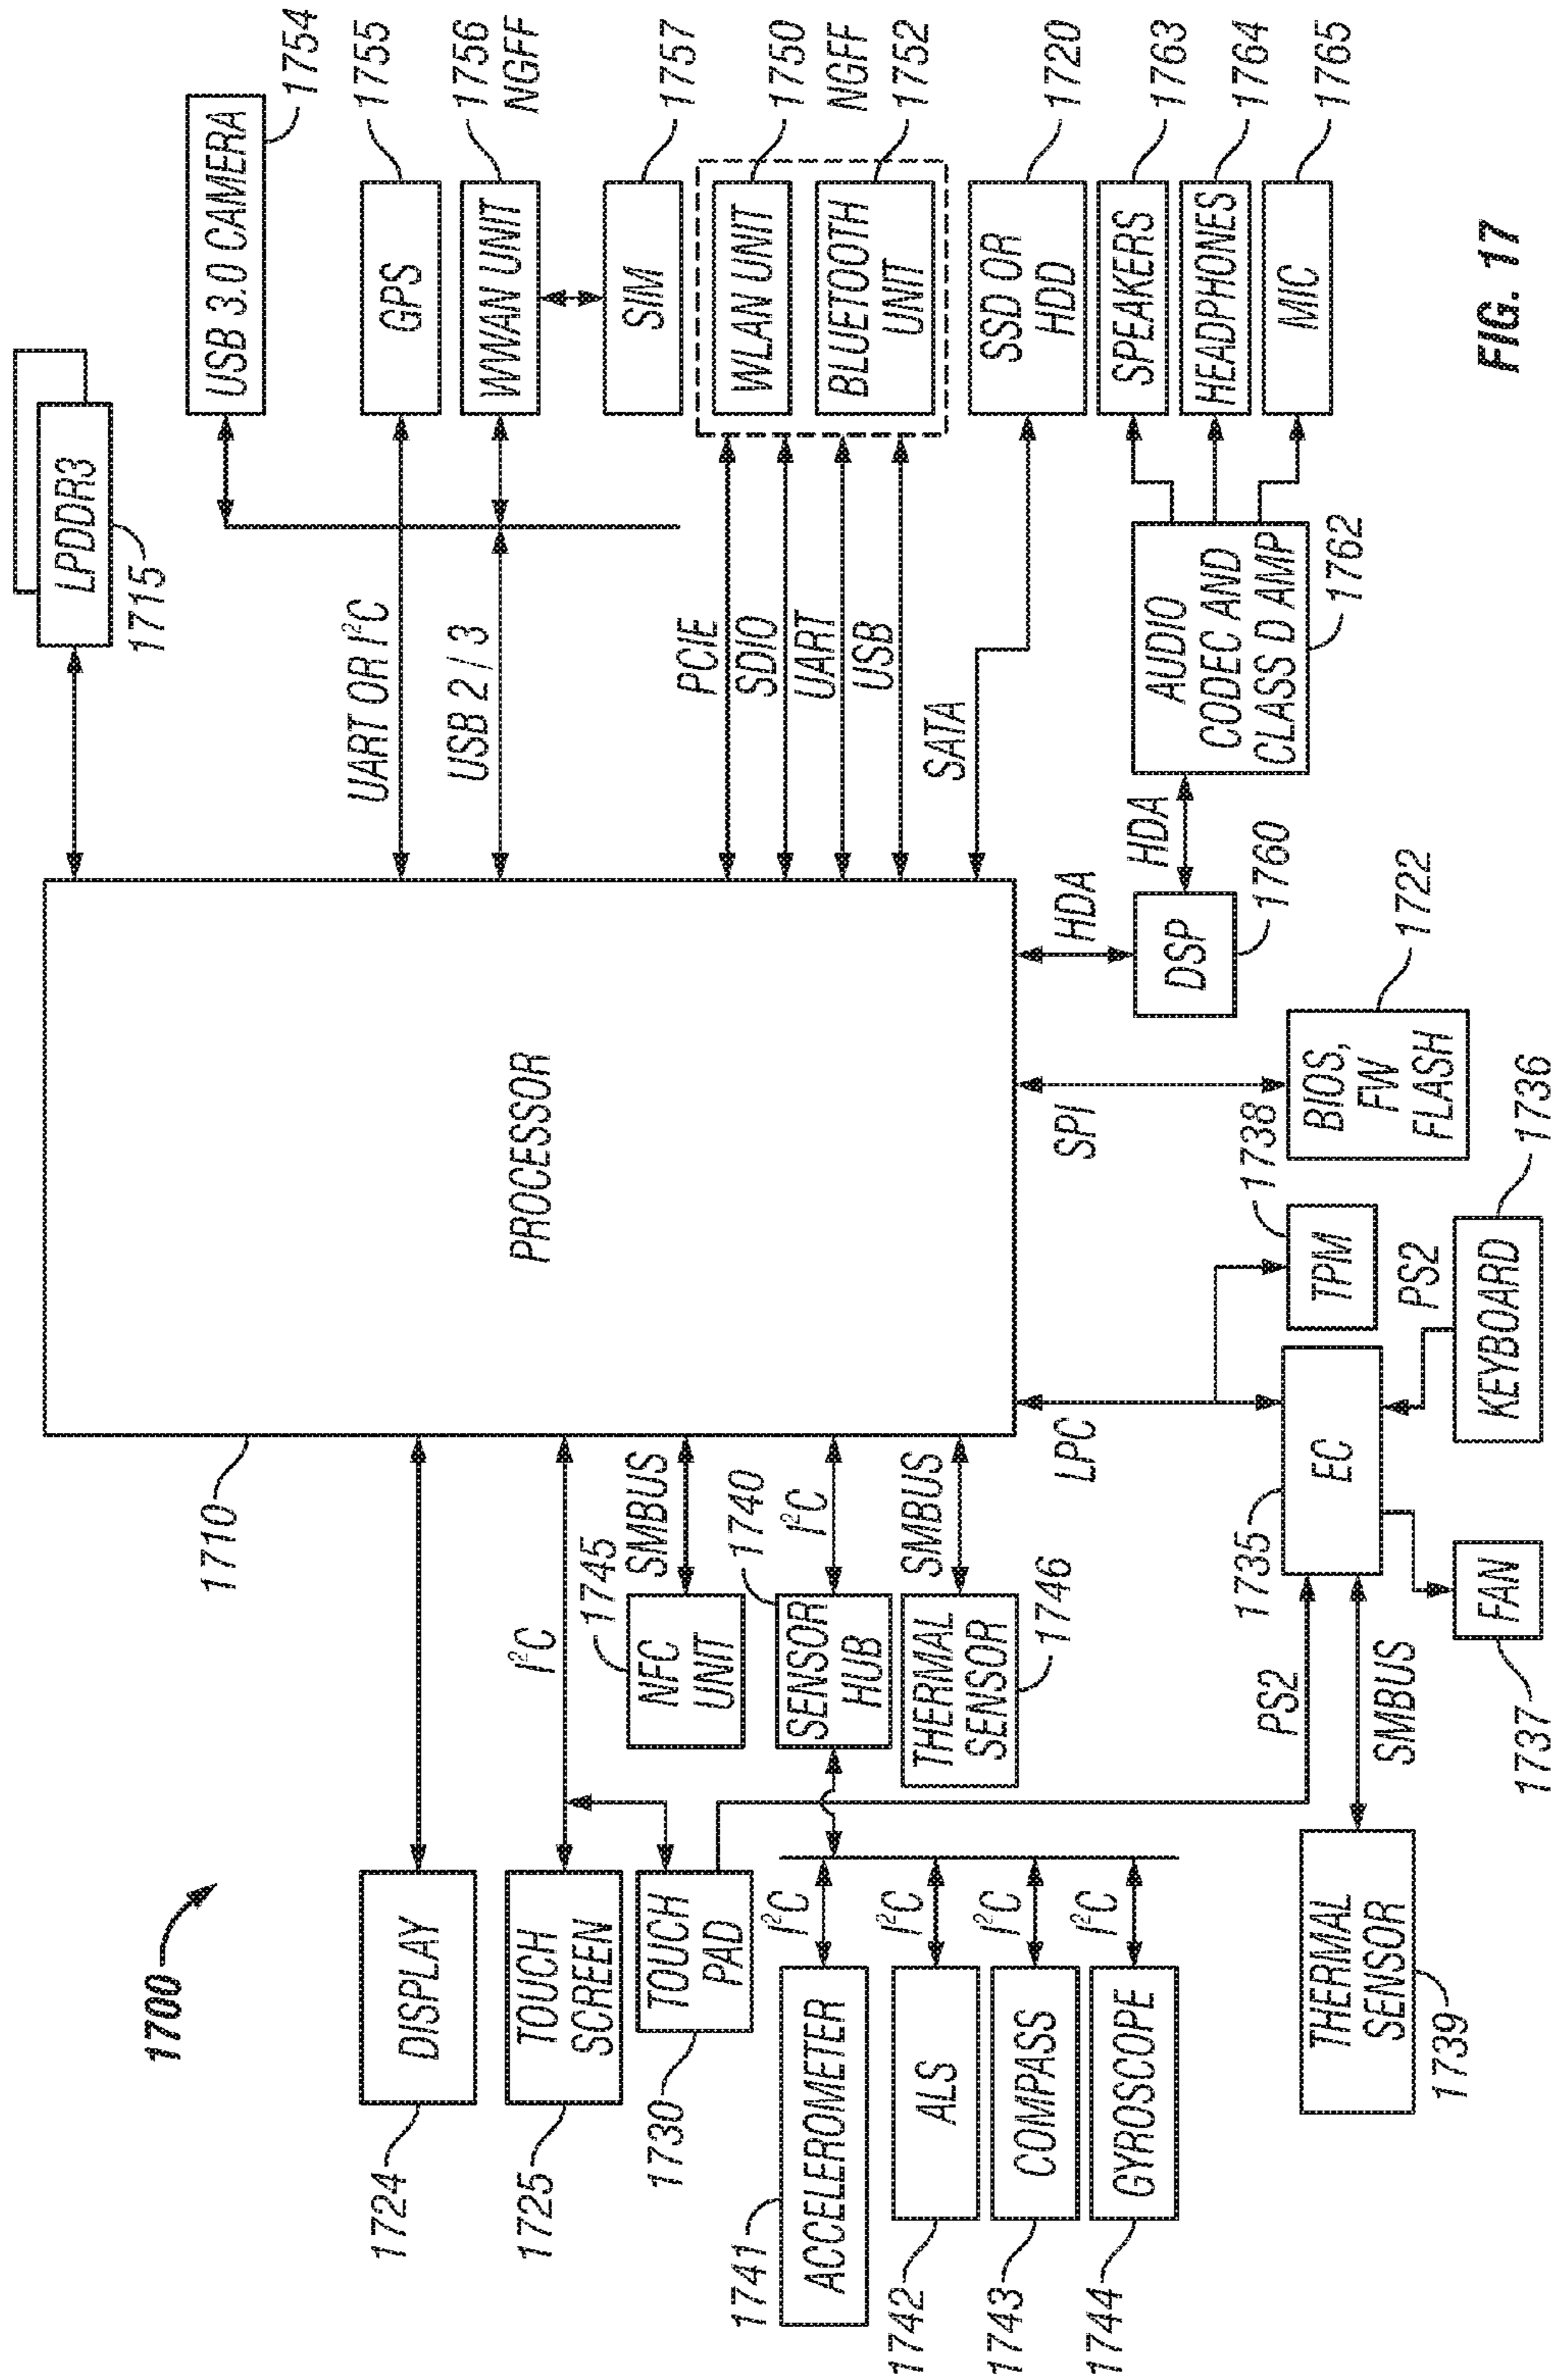 1700
LPDDR3
1715
USB 3.0 CAMERA
1754
1710
PROCESSOR
DISPLAY
1724
UART OR I²C
GPS
1755
I²C
TOUCH
SCREEN
1725
USB 2 / 3
WWAN UNIT
1756
NGFF
TOUCH
PAD
1730
1745
SMBUS
NFC
UNIT
SIM
1757
PCIE
SDIO
UART
USB
WLAN UNIT
1750
NGFF
BLUETOOTH
UNIT
1752
1740
I²C
SENSOR
HUB
1741
ACCELEROMETER
I²C
SMBUS
THERMAL
SENSOR
1746
ALS
I²C
1742
COMPASS
I²C
1743
GYROSCOPE
I²C
1744
SATA
SSD OR
HDD
1720
LPC
SPI
HDA
HDA
DSP
1760
AUDIO
CODEC AND
CLASS D AMP
1762
SPEAKERS
1763
HEADPHONES
1764
MIC
1765
PS2
1735
EC
1738
TPM
BIOS,
FW
FLASH
1722
THERMAL
SENSOR
1739
SMBUS
PS2
FAN
1737
KEYBOARD
1736
FIG. 17